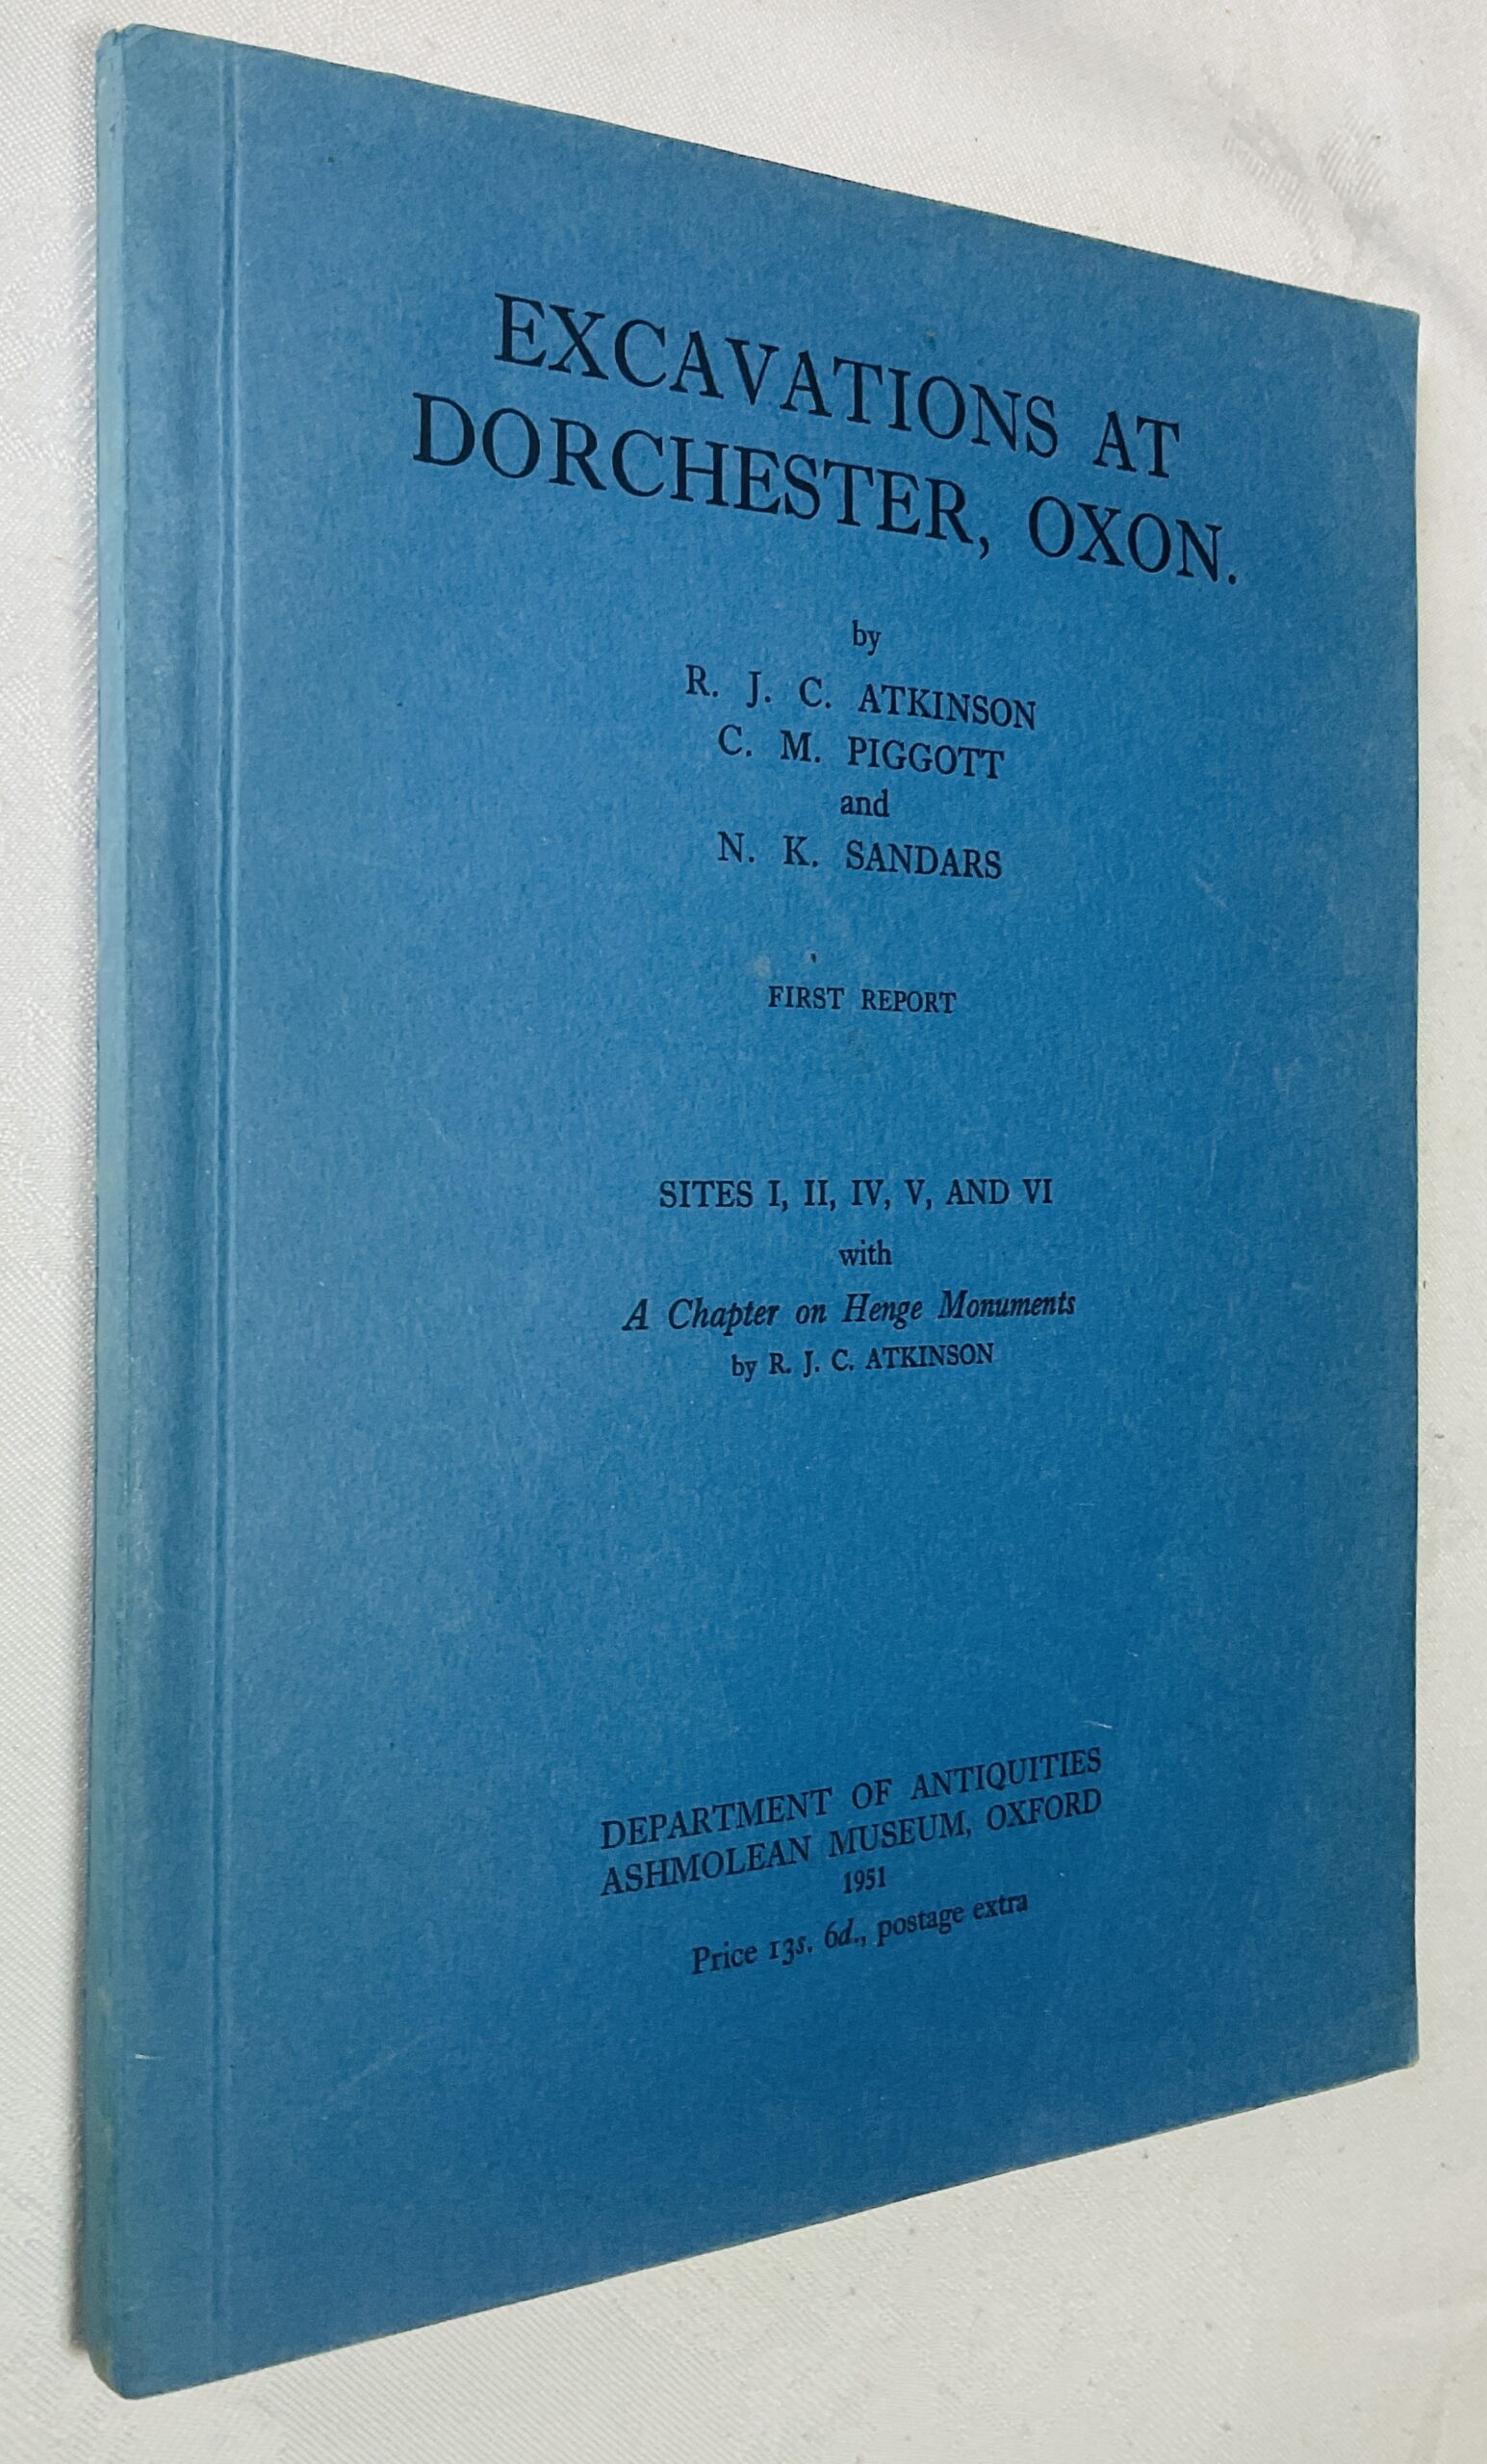 EXCAVATIONS AT
DORCHESTER, OXON.
by
R. J. C. ATKINSON
C. M. PIGGOTT
and
N. K. SANDARS
FIRST REPORT
SITES I, II, IV, V, AND VI
with
A Chapter on Henge Monuments
by R. J. C. ATKINSON
DEPARTMENT OF ANTIQUITIES
ASHMOLEAN MUSEUM, OXFORD
1951
Price 13s. 6d., postage extra